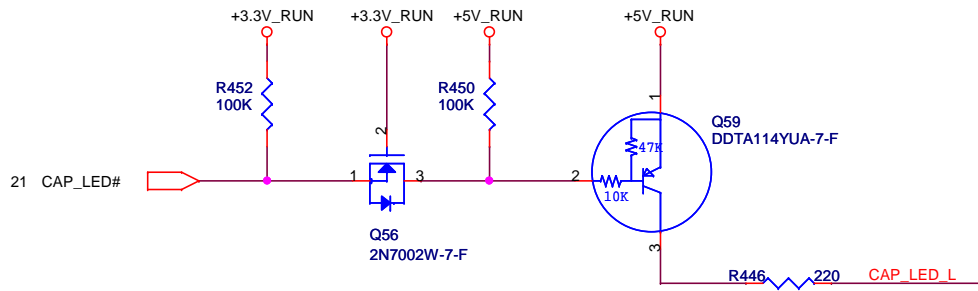 +3.3V_RUN +3.3V_RUN +5V_RUN +5V_RUN
R452
100K
R450
100K
1
Q59
DDTA114YUA-7-F
2
47K
21 CAP_LED#
1
3
2
10K
Q56
2N7002W-7-F
3
R446 220 CAP_LED_L